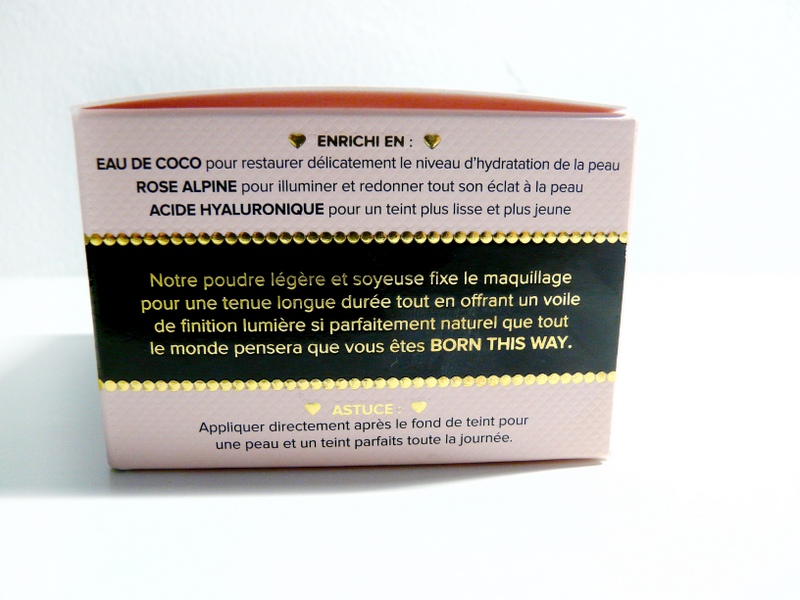 ENRICHI EN :
EAU DE COCO pour restaurer délicatement le niveau d'hydratation de la peau
ROSE ALPINE pour illuminer et redonner tout son éclat à la peau
ACIDE HYALURONIQUE pour un teint plus lisse et plus jeune
Notre poudre légère et soyeuse fixe le maquillage
pour une tenue longue durée tout en offrant un voile
de finition lumière si parfaitement naturel que tout
le monde pensera que vous êtes BORN THIS WAY.
ASTUCE :
Appliquer directement après le fond de teint pour
une peau et un teint parfaits toute la journée.